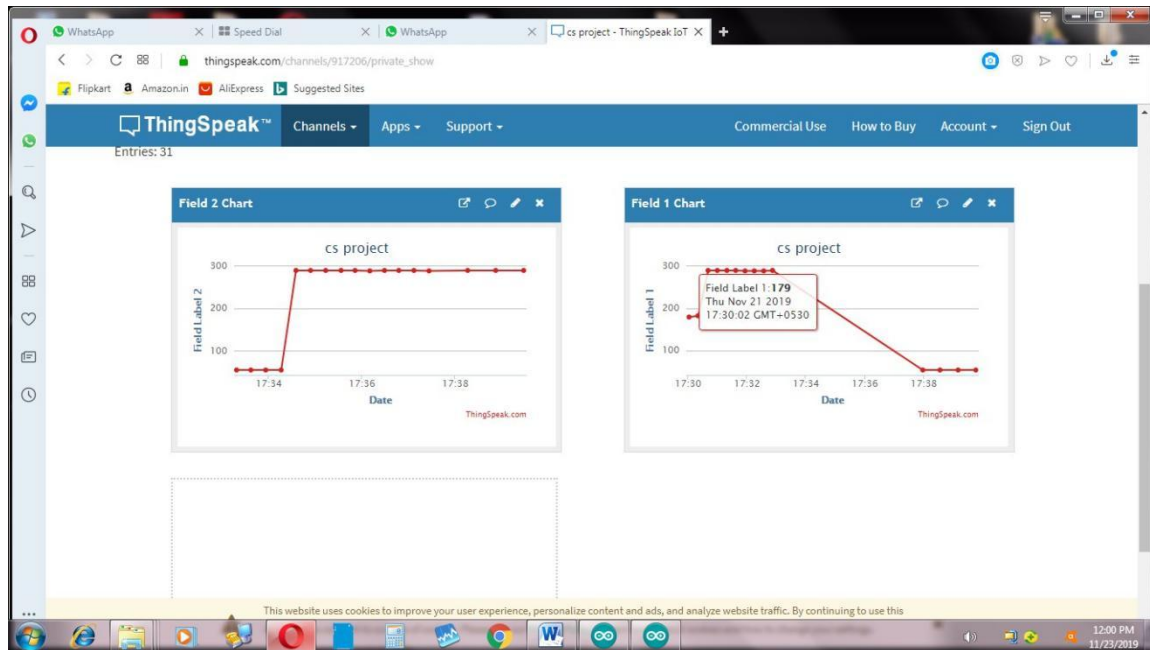 WhatsApp
Speed Dial
WhatsApp
cs project - ThingSpeak IoT
thingspeak.com/channels/917206/private_show
Flipkart
Amazon.in
AliExpress
Suggested Sites
ThingSpeak™
Channels
Apps
Support
Commercial Use
How to Buy
Account
Sign Out
Entries: 31
Field 2 Chart
cs project
Field Label 2
300
200
100
17:34
17:36
17:38
Date
ThingSpeak.com
Field 1 Chart
cs project
Field Label 1
300
200
100
Field Label 1:179
Thu Nov 21 2019
17:30:02 GMT+0530
17:30
17:32
17:34
17:36
17:38
Date
ThingSpeak.com
This website uses cookies to improve your user experience, personalize content and ads, and analyze website traffic. By continuing to use this
12:00 PM
11/23/2019